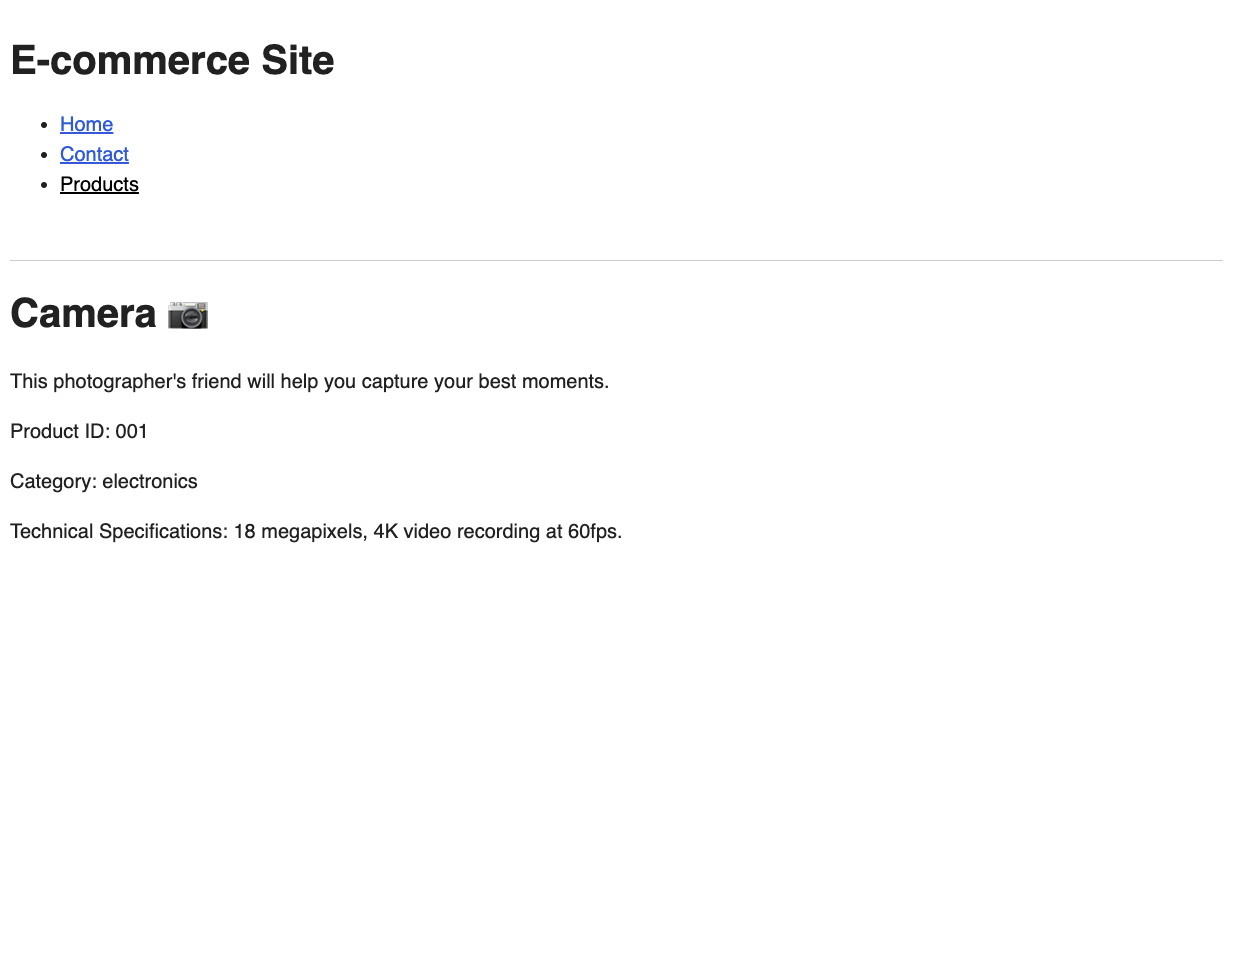 E-commerce Site
Home
Contact
Products
Camera 📷
This photographer's friend will help you capture your best moments.
Product ID: 001
Category: electronics
Technical Specifications: 18 megapixels, 4K video recording at 60fps.